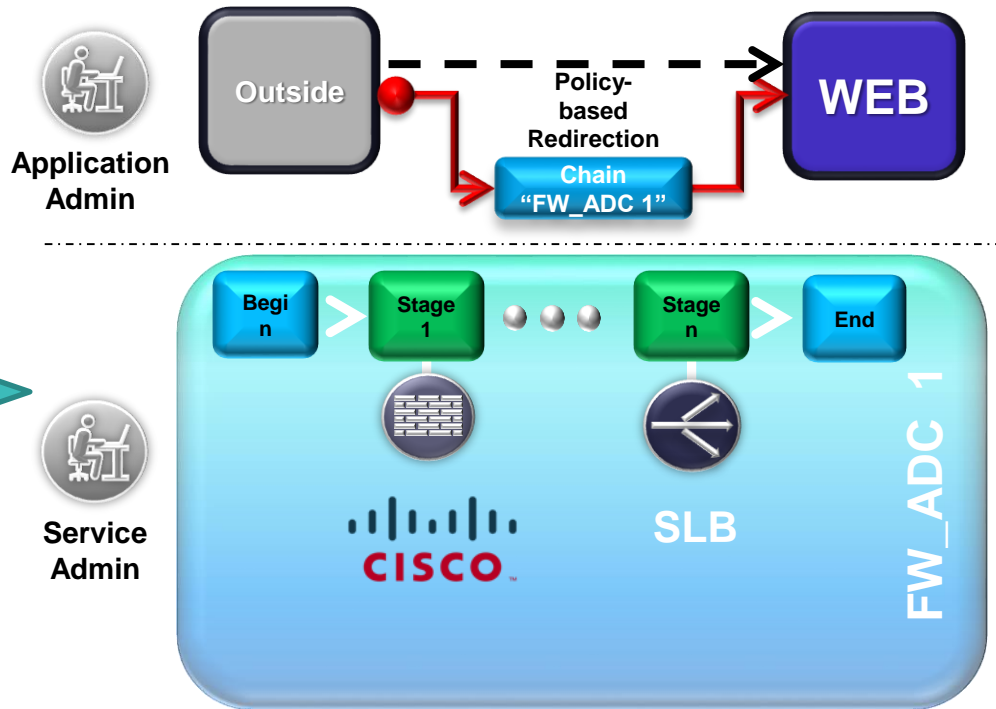 Application
Admin
Outside
Policy-
based
Redirection
Chain
“FW_ADC 1”
WEB
Service
Admin
Begi
n
Stage
1
Stage
n
End
CISCO™
SLB
FW_ADC 1